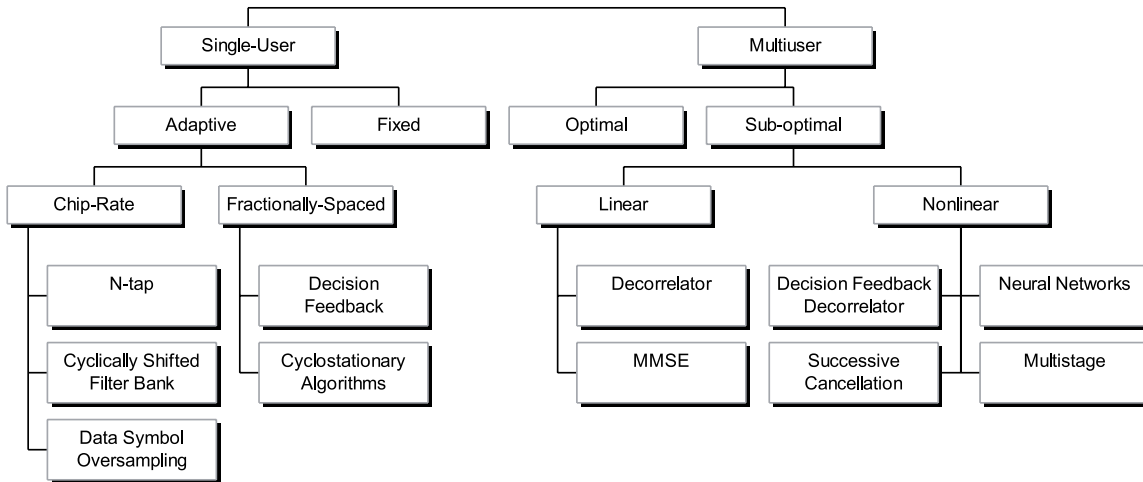 Single-User
Multiuser
Adaptive
Fixed
Optimal
Sub-optimal
Chip-Rate
Fractionally-Spaced
Linear
Nonlinear
N-tap
Decision
Feedback
Decorrelator
Decision Feedback
Decorrelator
Neural Networks
Cyclically Shifted
Filter Bank
Cyclostationary
Algorithms
MMSE
Successive
Cancellation
Multistage
Data Symbol
Oversampling